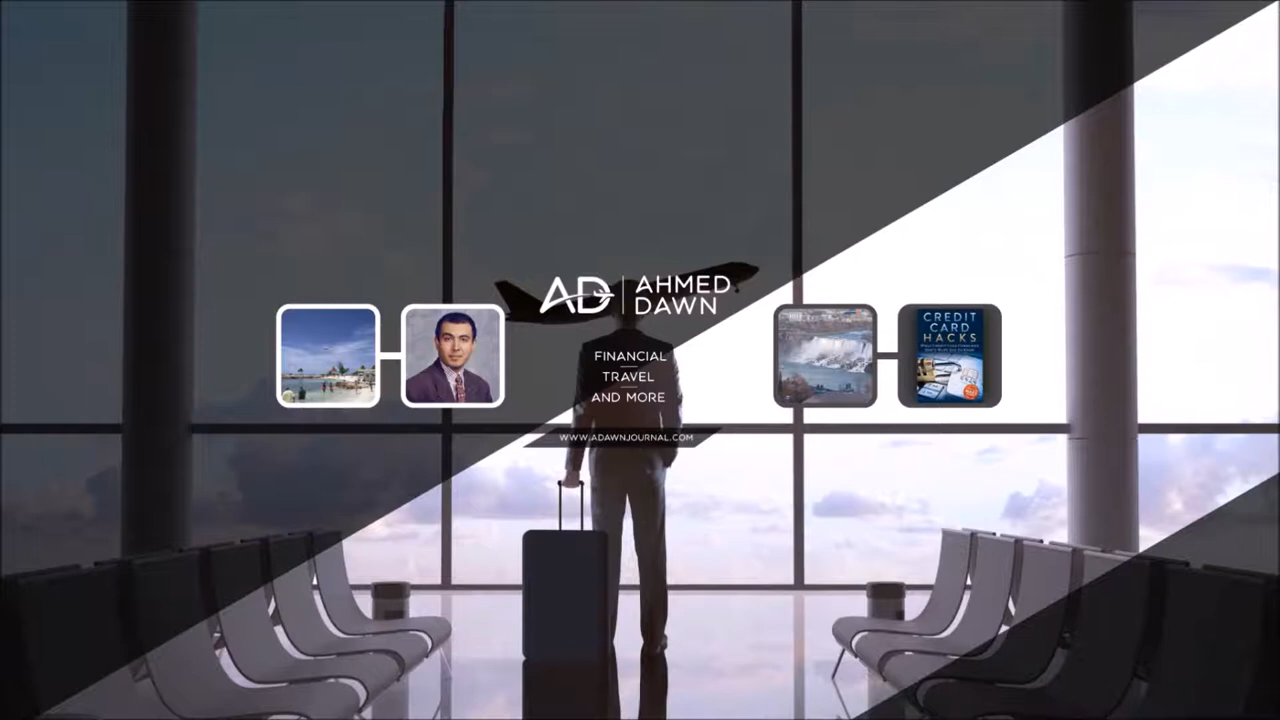 AD
AHMED
DAWN
FINANCIAL
TRAVEL
AND MORE
WWW.ADAWNJOURNAL.COM
CREDIT
CARD
HACKS